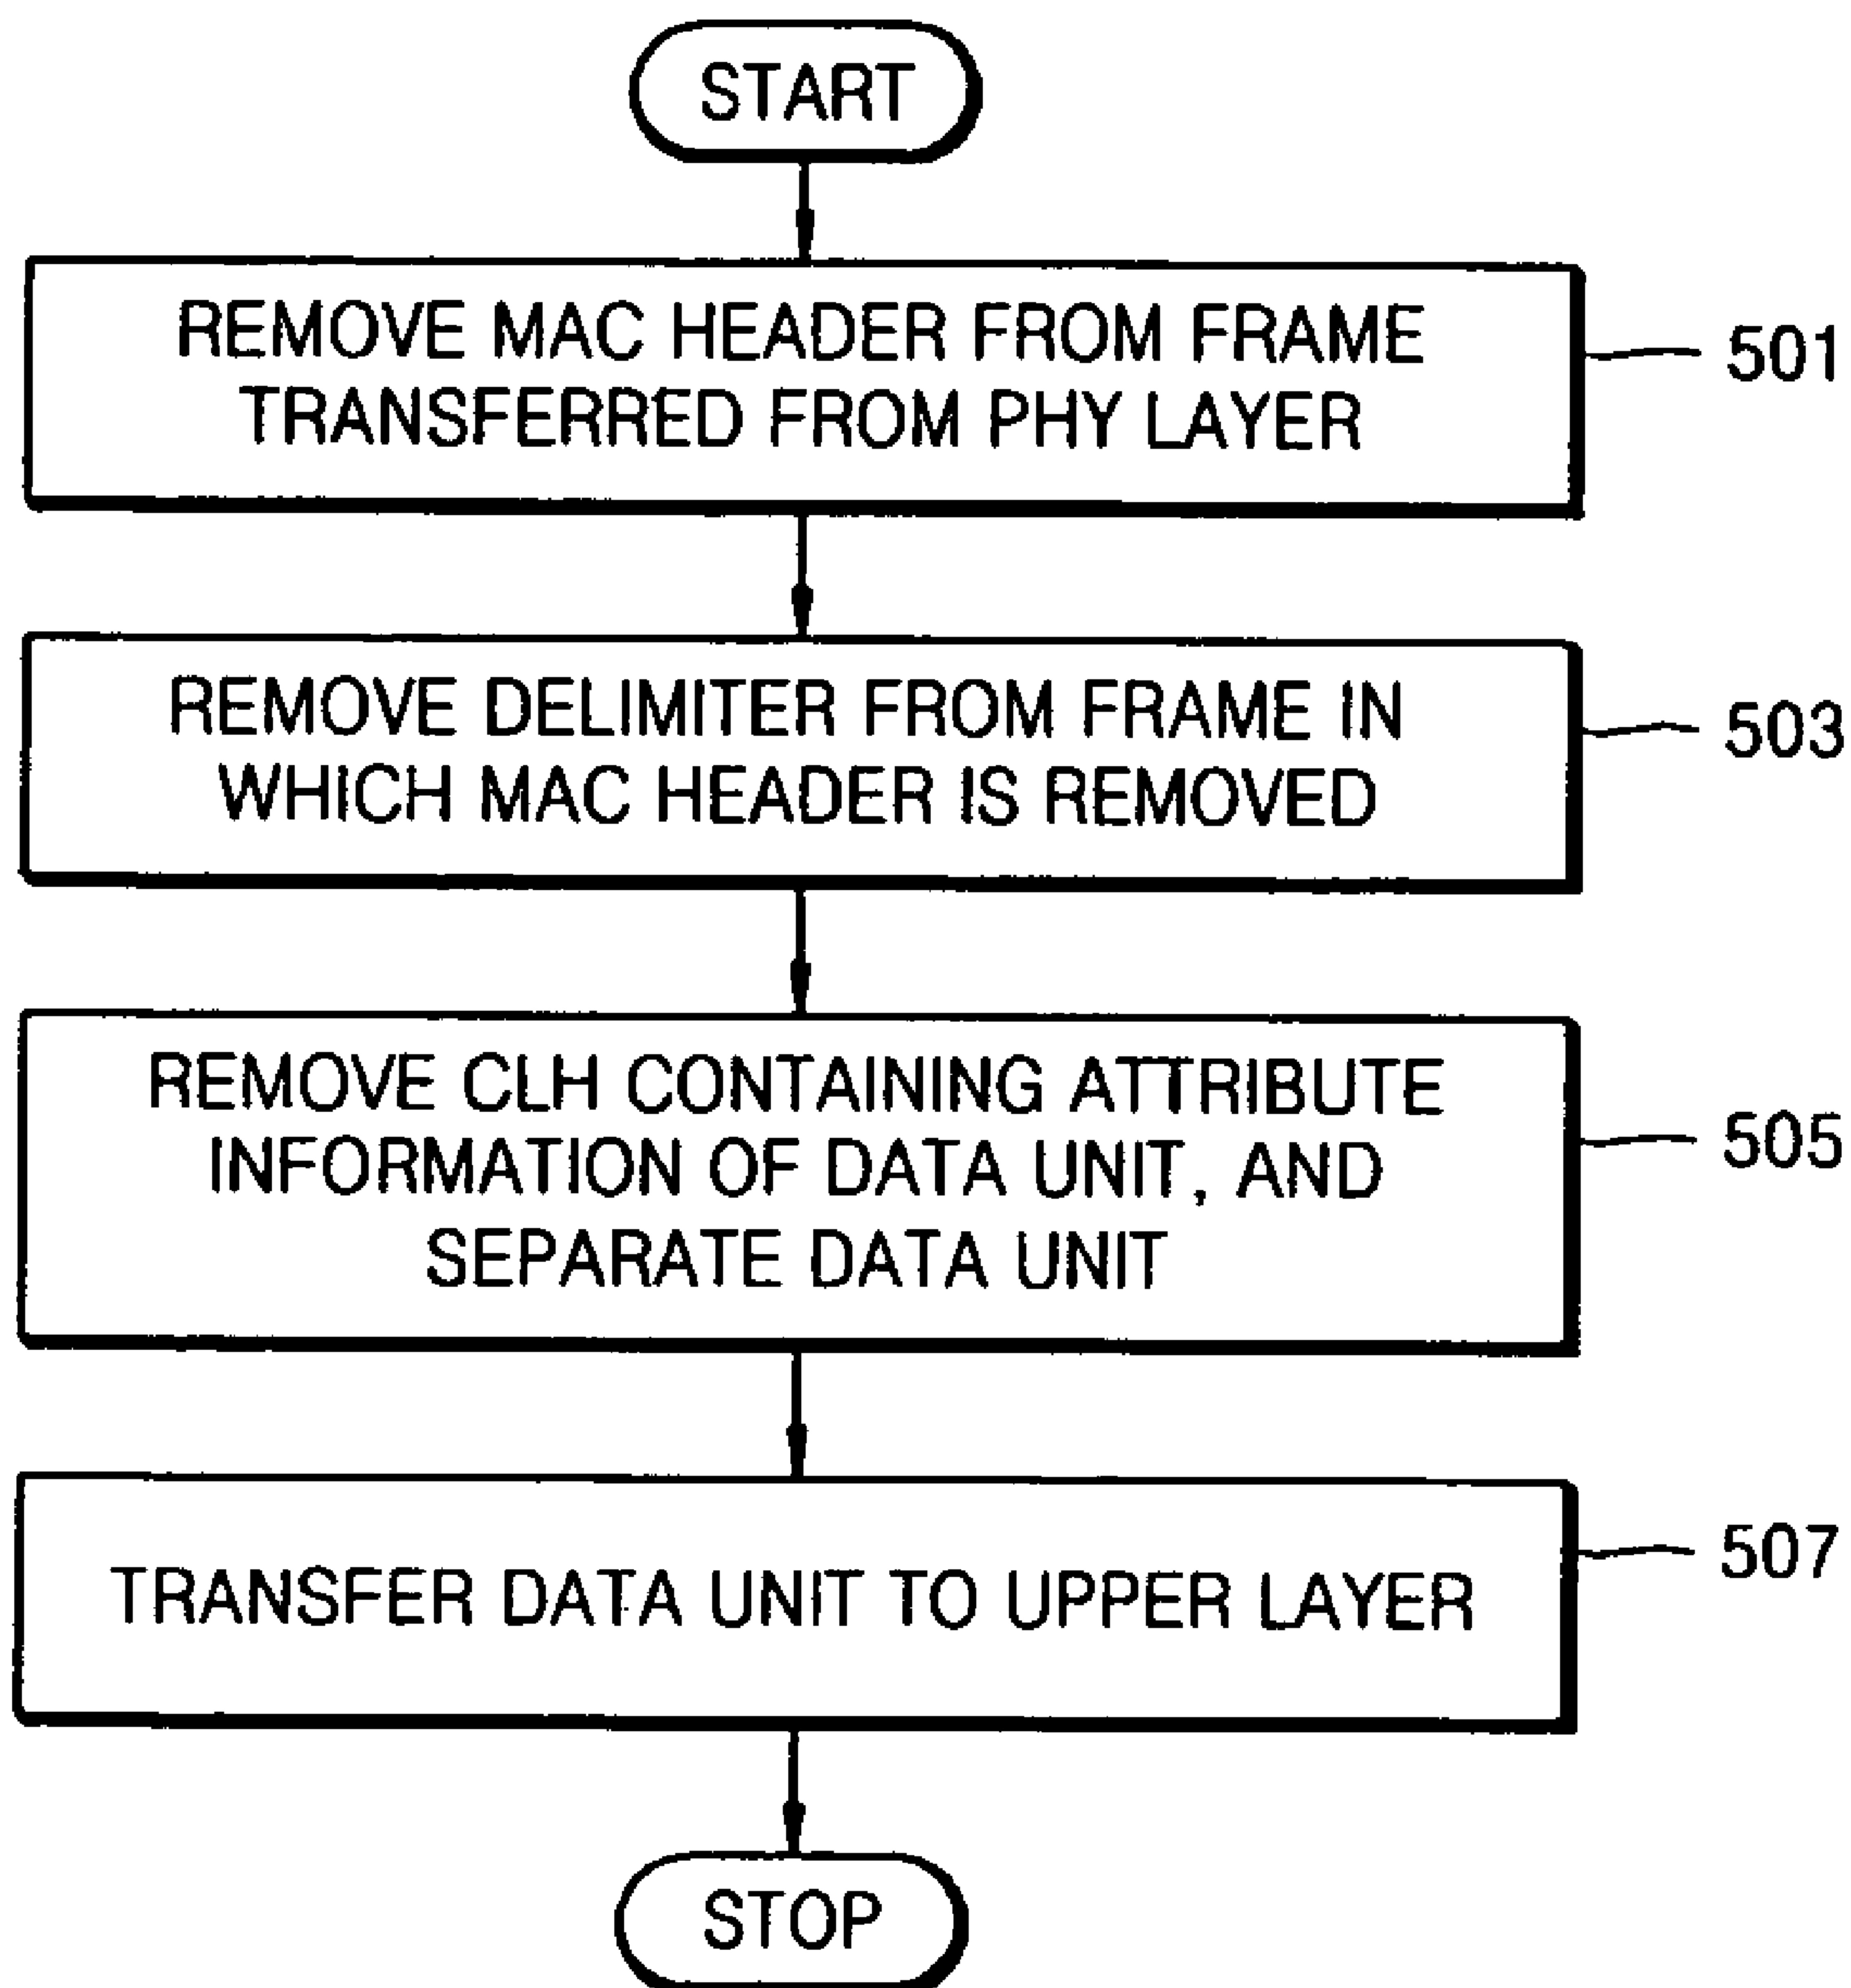 START
REMOVE MAC HEADER FROM FRAME
TRANSFERRED FROM PHY LAYER
501
REMOVE DELIMITER FROM FRAME IN
WHICH MAC HEADER IS REMOVED
503
REMOVE CLH CONTAINING ATTRIBUTE
INFORMATION OF DATA UNIT, AND
SEPARATE DATA UNIT
505
TRANSFER DATA UNIT TO UPPER LAYER
507
STOP